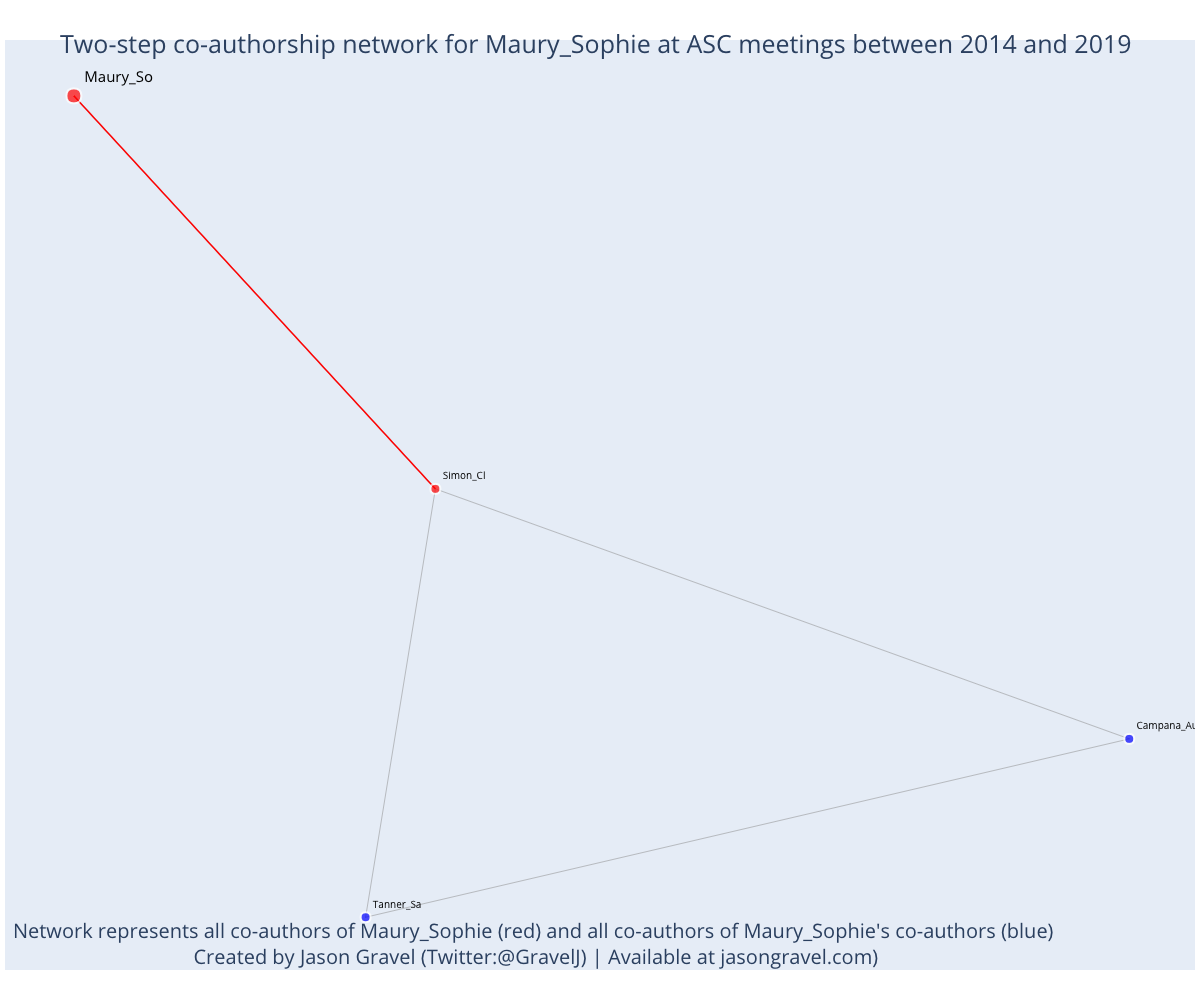 Two-step co-authorship network for Maury_Sophie at ASC meetings between 2014 and 2019
Maury_So
Simon_Cl
Campana_Au
Tanner_Sa
Network represents all co-authors of Maury_Sophie (red) and all co-authors of Maury_Sophie's co-authors (blue)
Created by Jason Gravel (Twitter:@GravelJ) | Available at jasongravel.com)